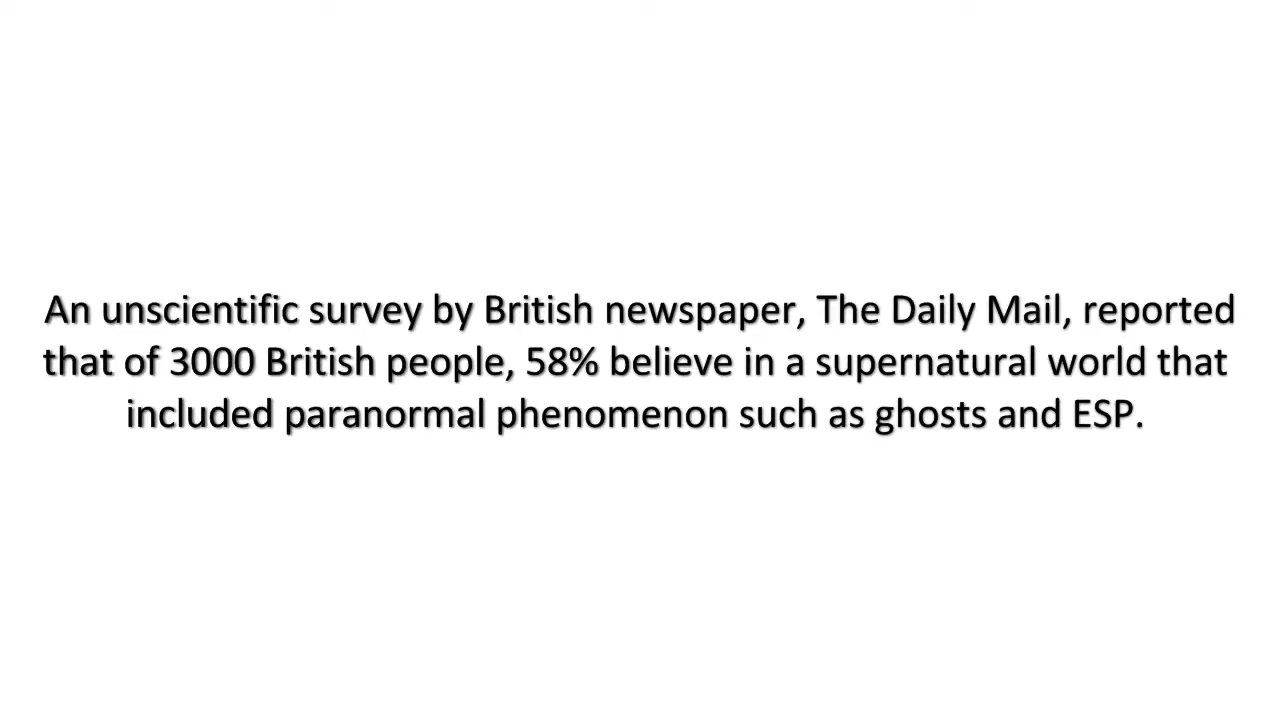 An unscientific survey by British newspaper, The Daily Mail, reported
that of 3000 British people, 58% believe in a supernatural world that
included paranormal phenomenon such as ghosts and ESP.